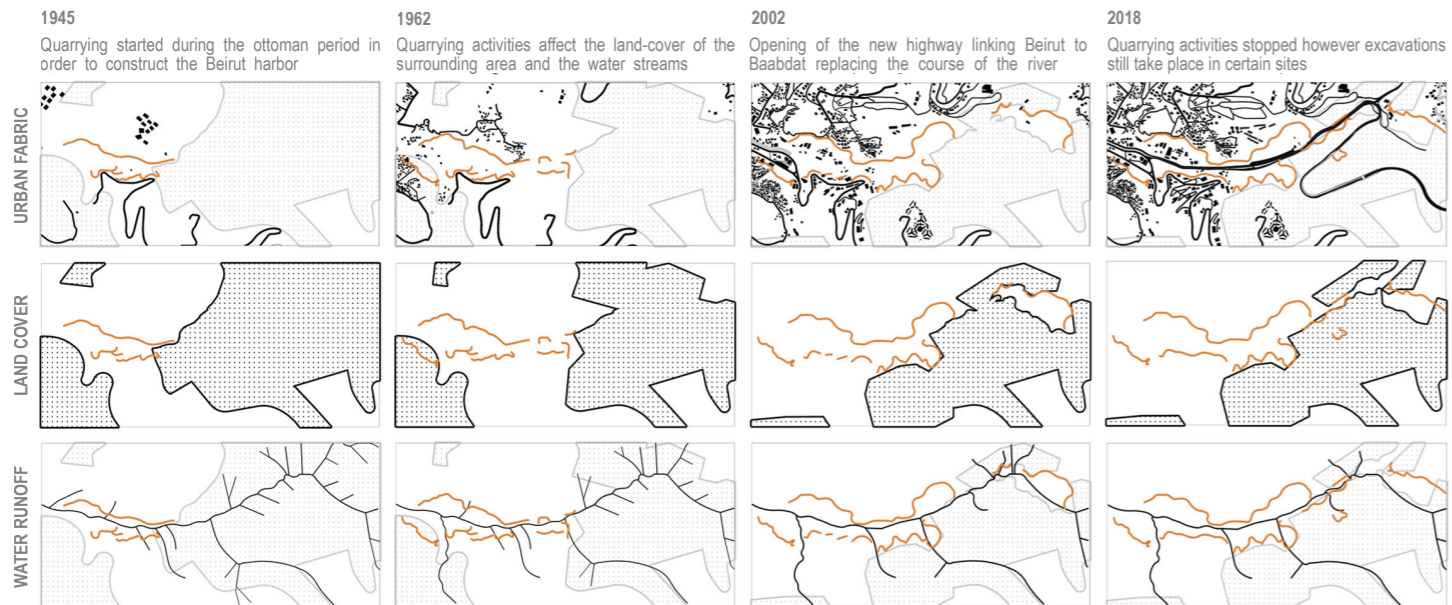 1945
Quarrying started during the ottoman period in
order to construct the Beirut harbor
1962
Quarrying activities affect the land-cover of the
surrounding area and the water streams
2002
Opening of the new highway linking Beirut to
Baabdat replacing the course of the river
2018
Quarrying activities stopped however excavations
still take place in certain sites
URBAN FABRIC
LAND COVER
WATER RUNOFF